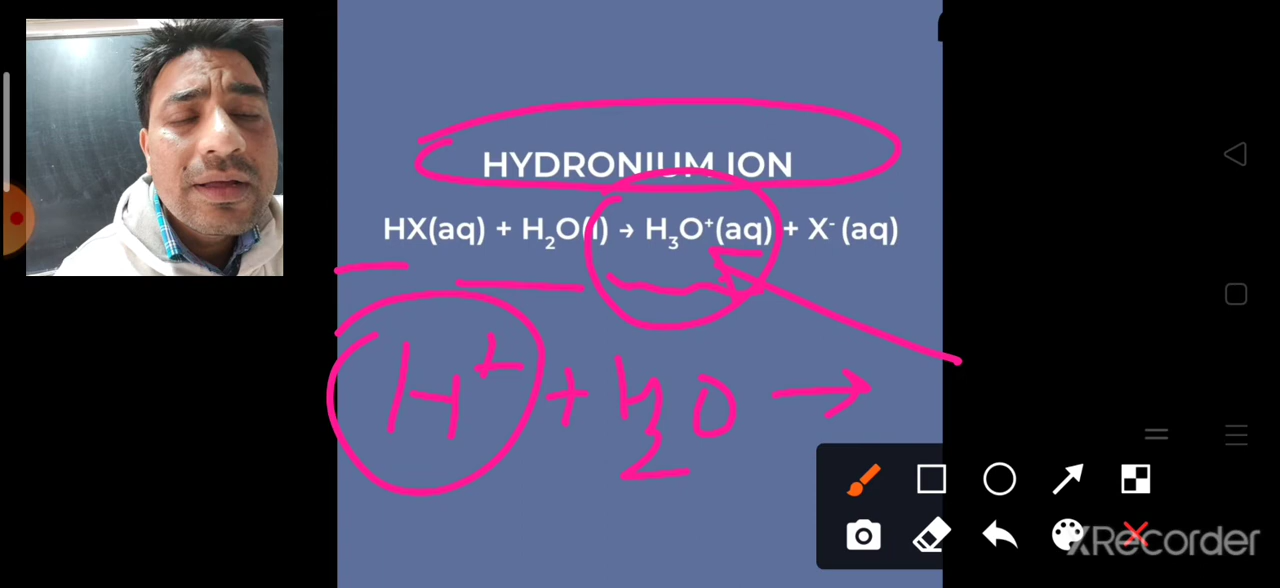 HYDRONIUM ION
HX(aq) + H₂O(l) → H₃O⁺(aq) + X⁻ (aq)
H⁺ + H₂O →
XRecorder